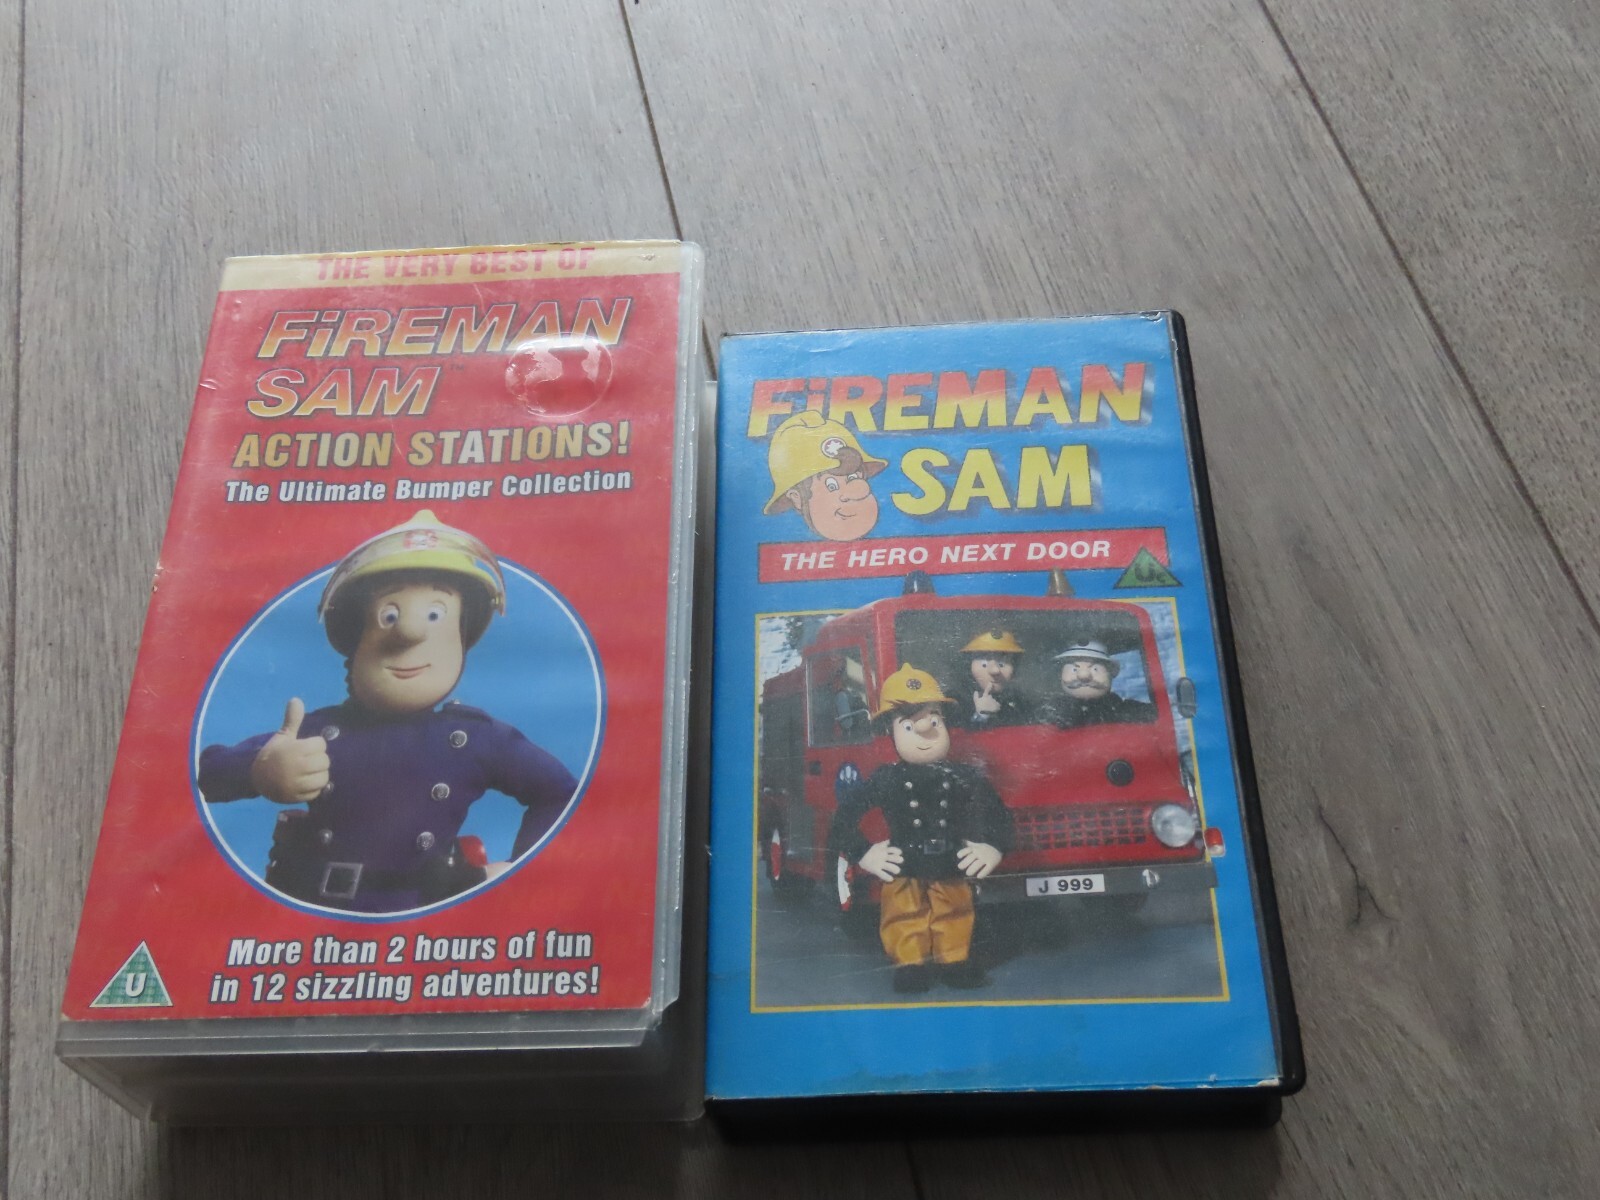 THE VERY BEST OF
FiREMAN
SAM™
ACTION STATIONS!
The Ultimate Bumper Collection
More than 2 hours of fun
in 12 sizzling adventures!
U
FiREMAN
SAM
THE HERO NEXT DOOR
Uc
J 999